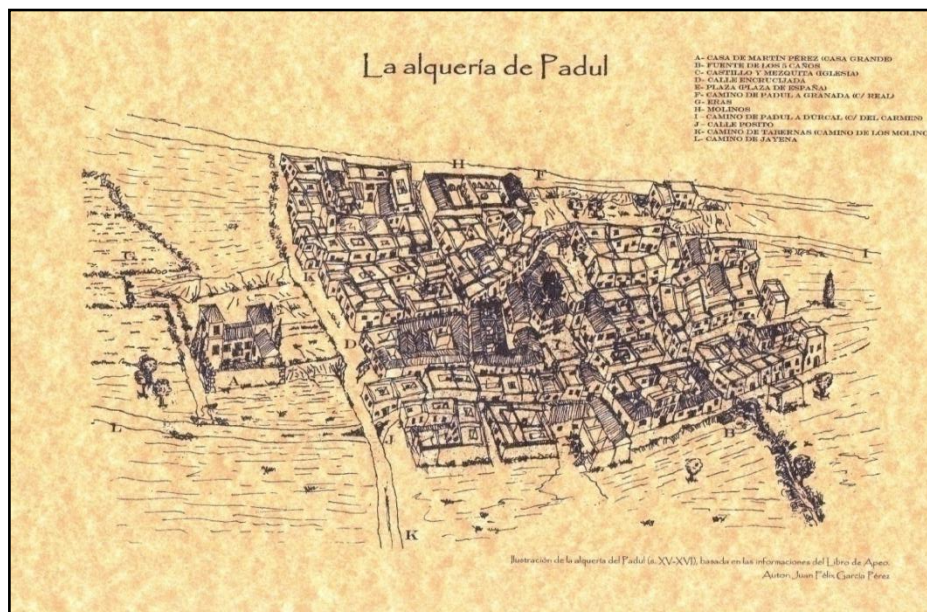 La alquería de Padul
A- CASA DE MARTÍN PÉREZ (CASA GRANDE)
B- FUENTE DE LOS 5 CAÑOS
C- CASTILLO Y MEZQUITA (IGLESIA)
D- CALLE ENCRUCIJADA
E- PLAZA (PLAZA DE ESPAÑA)
F- CAMINO DE PADUL A GRANADA (C/ REAL)
G- ERAS
H- MOLINOS
I - CAMINO DE PADUL A DÚRCAL (C/ DEL CARMEN)
J - CALLE POSITO
K- CAMINO DE TABERNAS (CAMINO DE LOS MOLINO
L- CAMINO DE JAYENA
H
F
I
D
A
L
J
B
K
Ilustración de la alquería del Padul (s. XV-XVI), basada en las informaciones del Libro de Apeo.
Autor: Juan Félix García Pérez